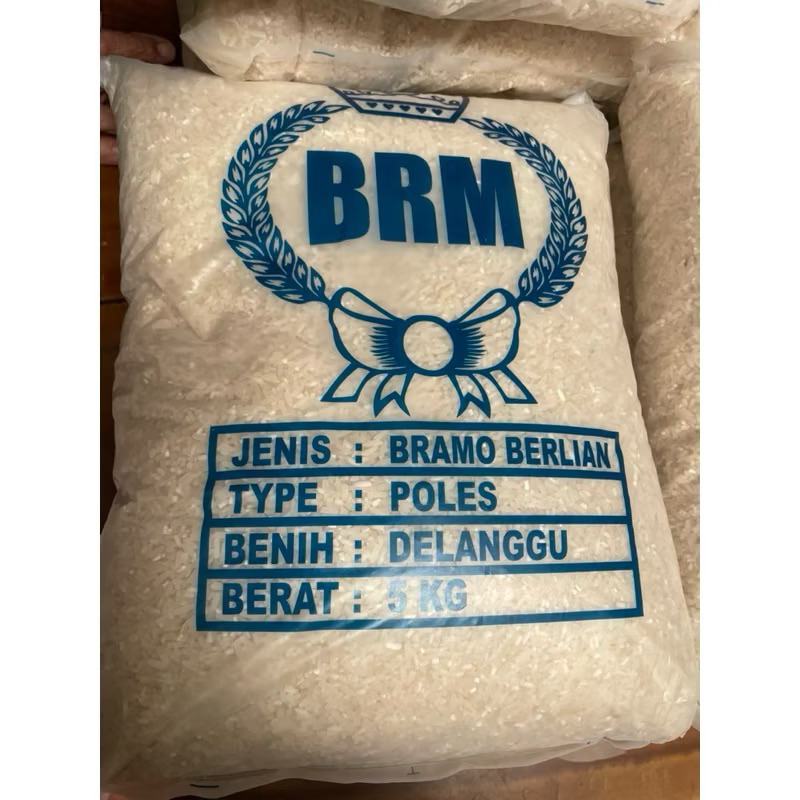 BRM
JENIS : BRAMO BERLIAN
TYPE : POLES
BENIH : DELANGGU
BERAT : 5 KG